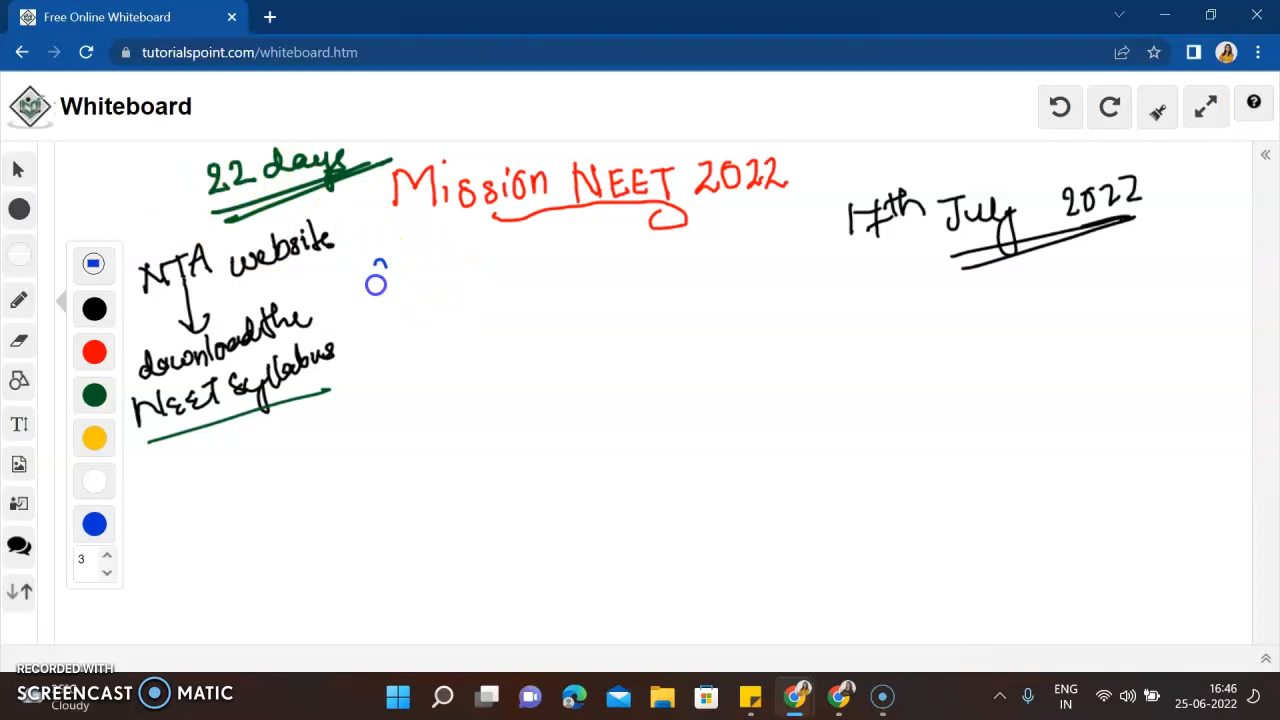 Free Online Whiteboard
tutorialspoint.com/whiteboard.htm
Whiteboard
22 days
Mission NEET 2022
17th July 2022
NTA website
download the
NEET Syllabus
3
RECORDED WITH
SCREENCAST MATIC
Cloudy
ENG
IN
16:46
25-06-2022